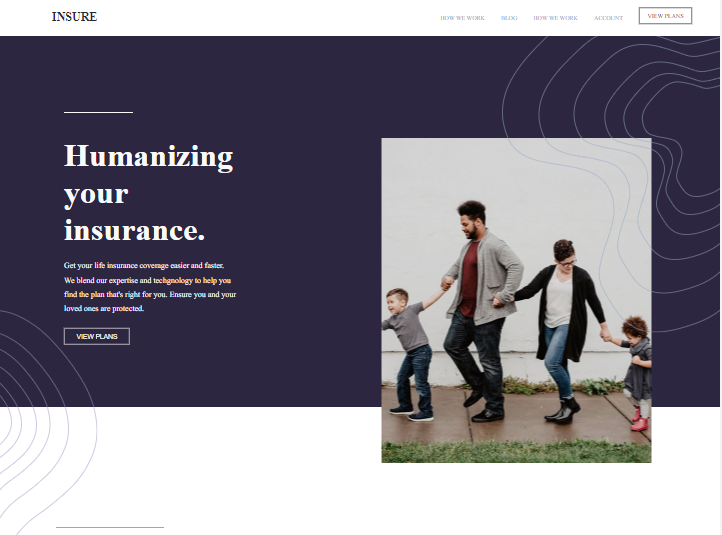 INSURE
HOW WE WORK
BLOG
HOW WE WORK
ACCOUNT
VIEW PLANS
Humanizing
your
insurance.
Get your life insurance coverage easier and faster.
We blend our expertise and techgnology to help you
find the plan that's right for you. Ensure you and your
loved ones are protected.
VIEW PLANS